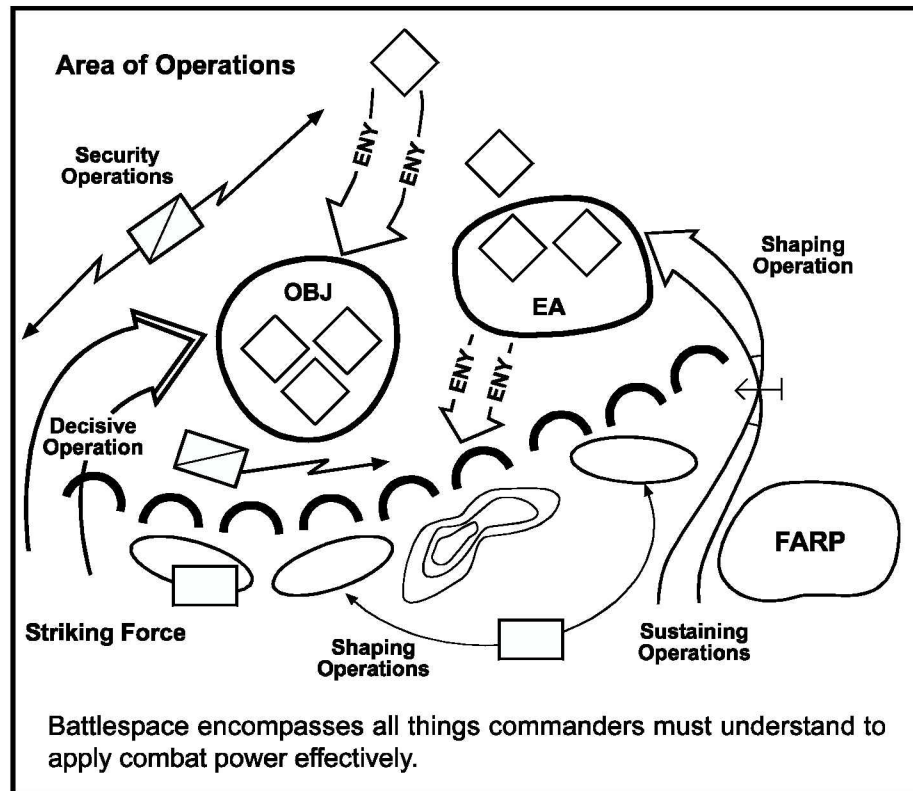 Area of Operations
Security
Operations
ENY
ENY
Shaping
Operation
OBJ
EA
ENY
ENY
Decisive
Operation
FARP
Striking Force
Shaping
Operations
Sustaining
Operations
Battlespace encompasses all things commanders must understand to
apply combat power effectively.